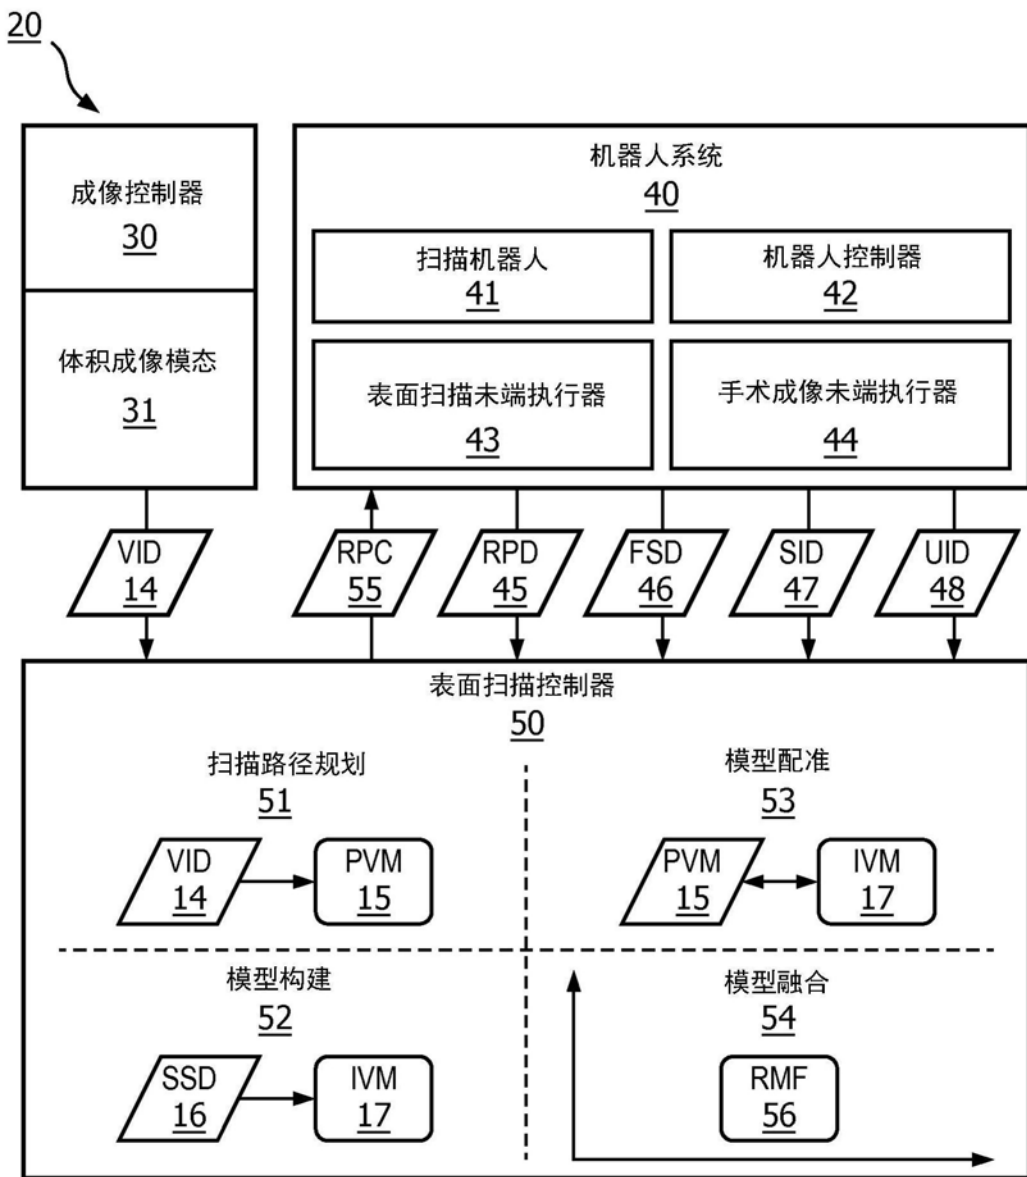 20
成像控制器
30
体积成像模态
31
机器人系统
40
扫描机器人
41
机器人控制器
42
表面扫描未端执行器
43
手术成像未端执行器
44
VID
14
RPC
55
RPD
45
FSD
46
SID
47
UID
48
表面扫描控制器
50
扫描路径规划
51
VID
14
PVM
15
模型配准
53
PVM
15
IVM
17
模型构建
52
SSD
16
IVM
17
模型融合
54
RMF
56